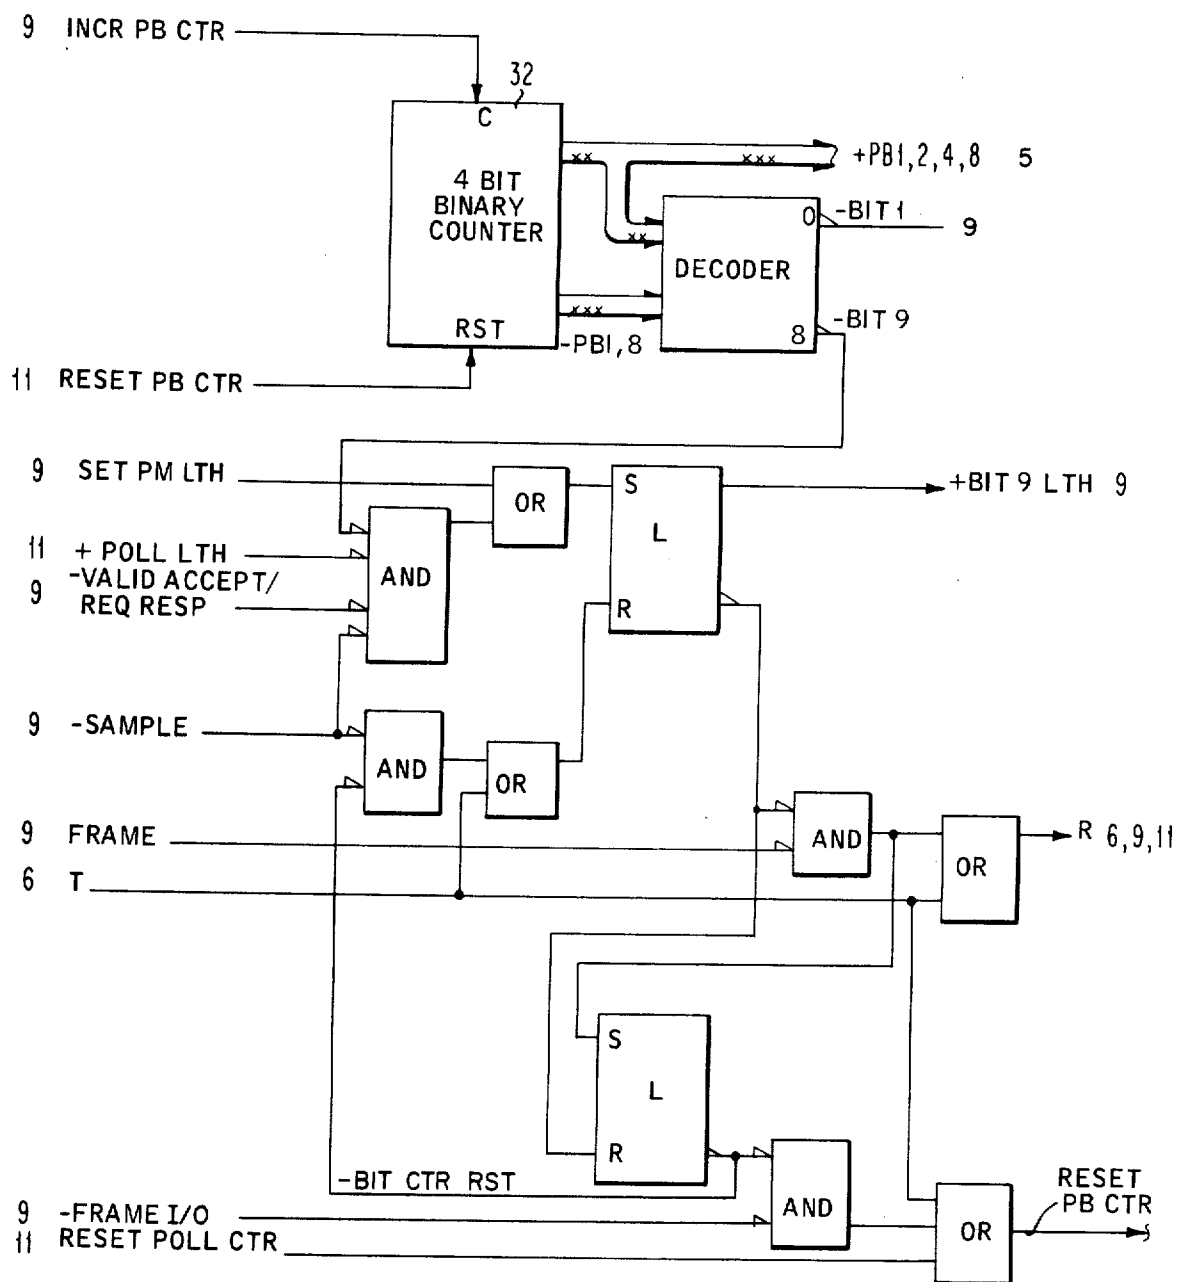 9 INCR PB CTR
32
C
4 BIT
BINARY
COUNTER
RST
+PB1,2,4,8 5
0 -BIT 1 9
DECODER
8 -BIT 9
-PB1,8
11 RESET PB CTR
9 SET PM LTH
OR
S
L
R
+BIT 9 LTH 9
11 + POLL LTH
9 -VALID ACCEPT/
REQ RESP
AND
9 -SAMPLE
AND
OR
9 FRAME
AND
OR
R 6,9,11
6 T
S
L
R
-BIT CTR RST
AND
9 -FRAME I/O
11 RESET POLL CTR
OR
RESET
PB CTR